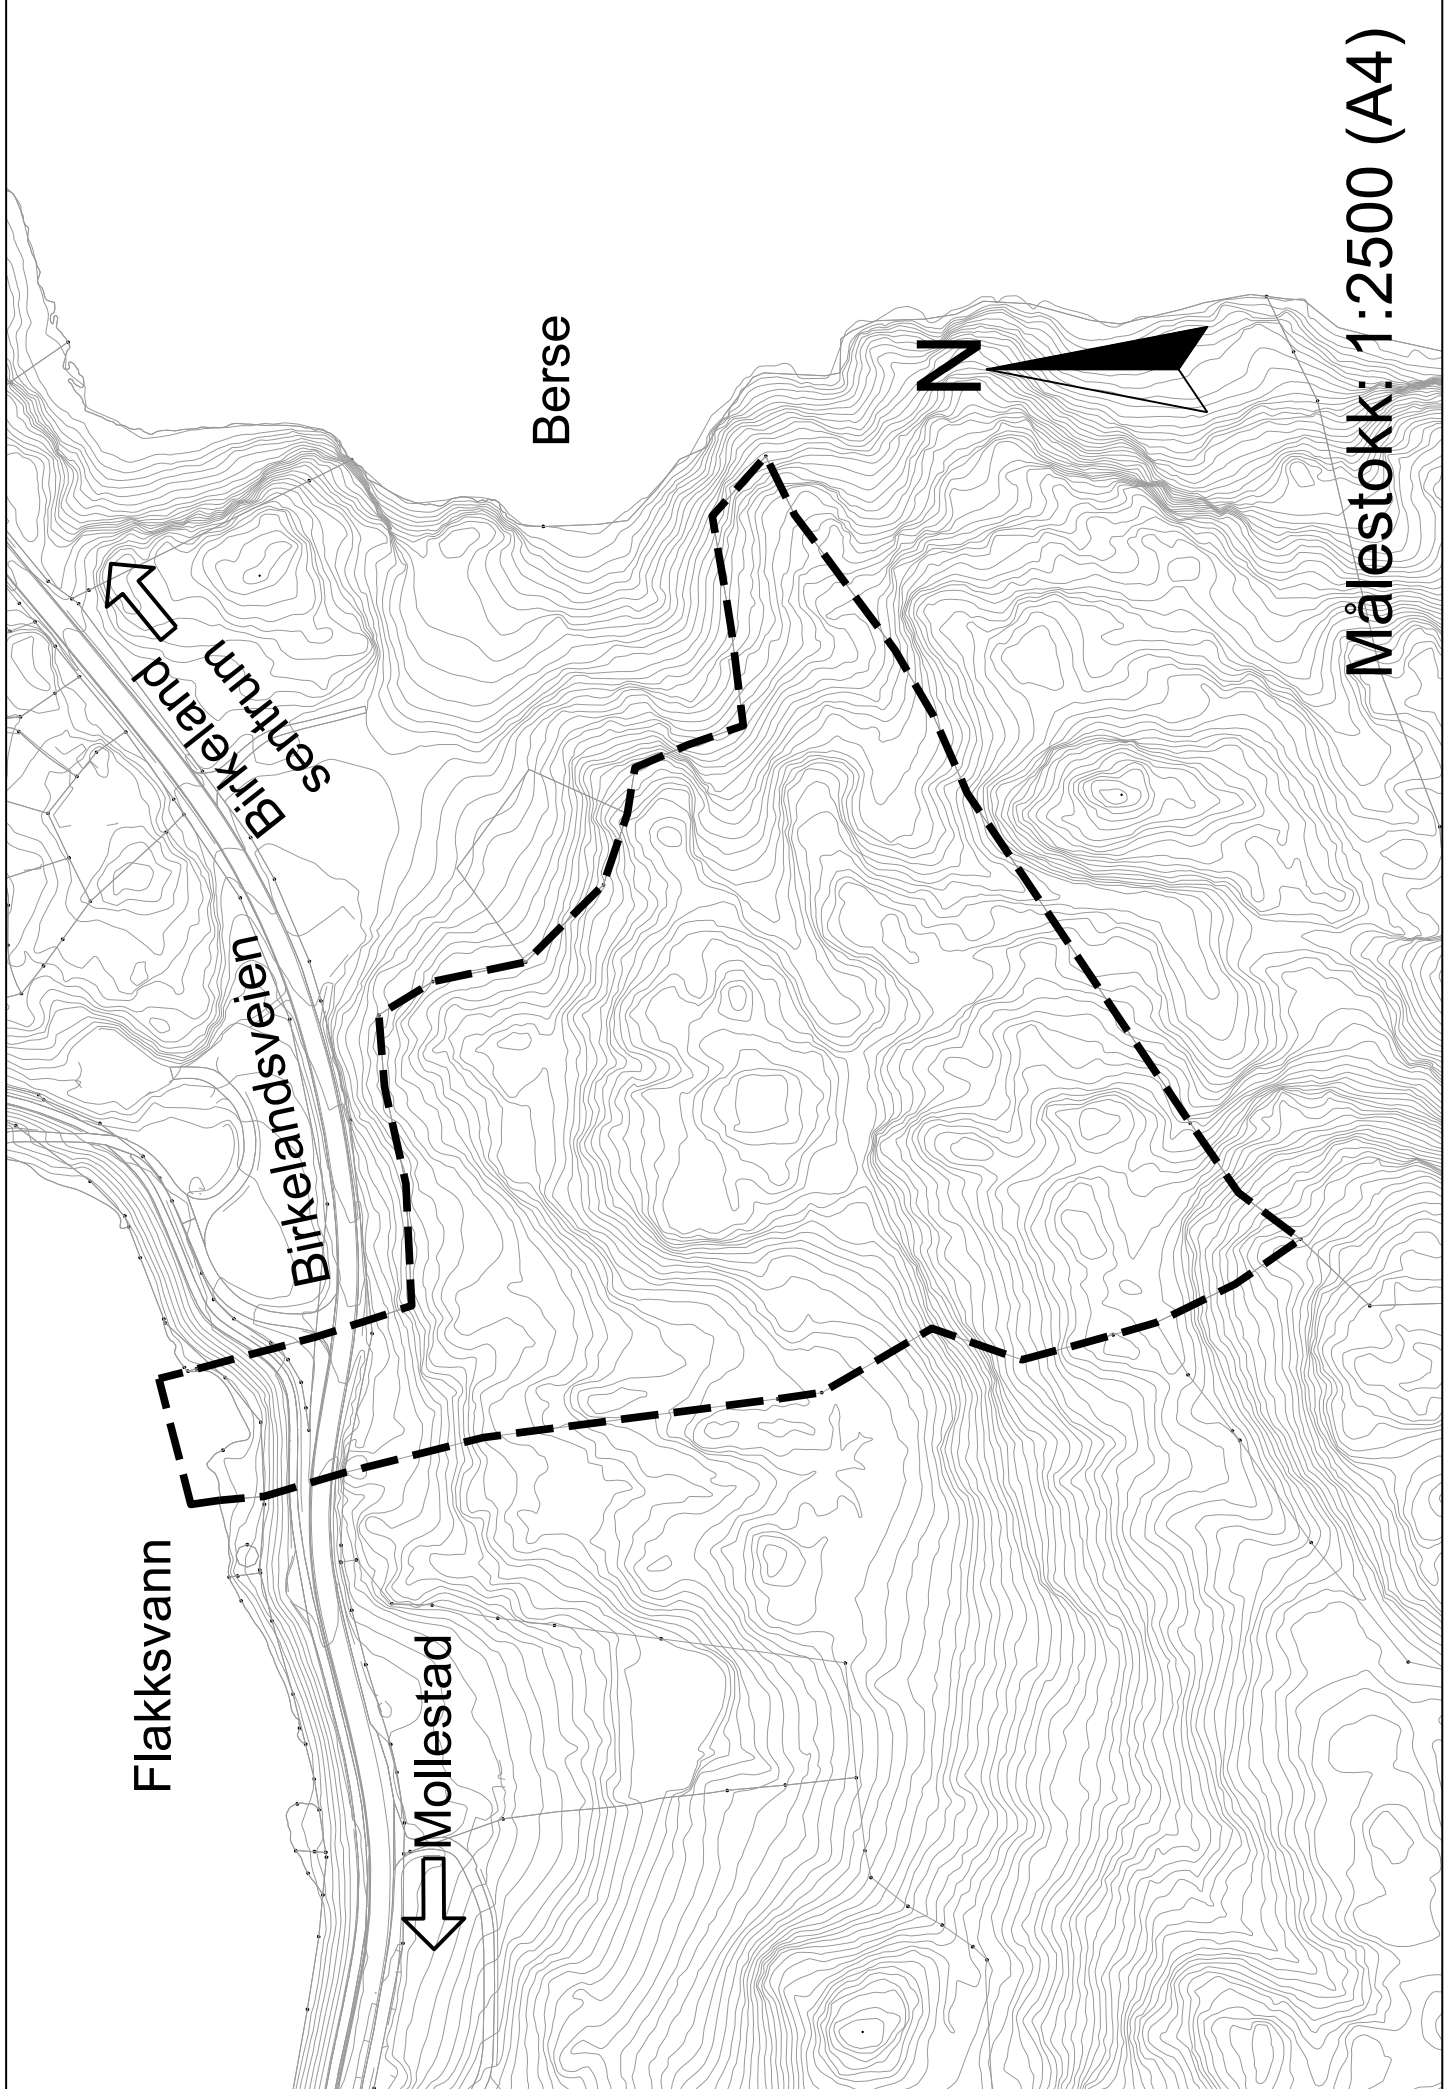 Flakksvann
Mollestad
Birkelandsveien
Birkeland
sentrum
Berse
N
Målestokk: 1:2500 (A4)